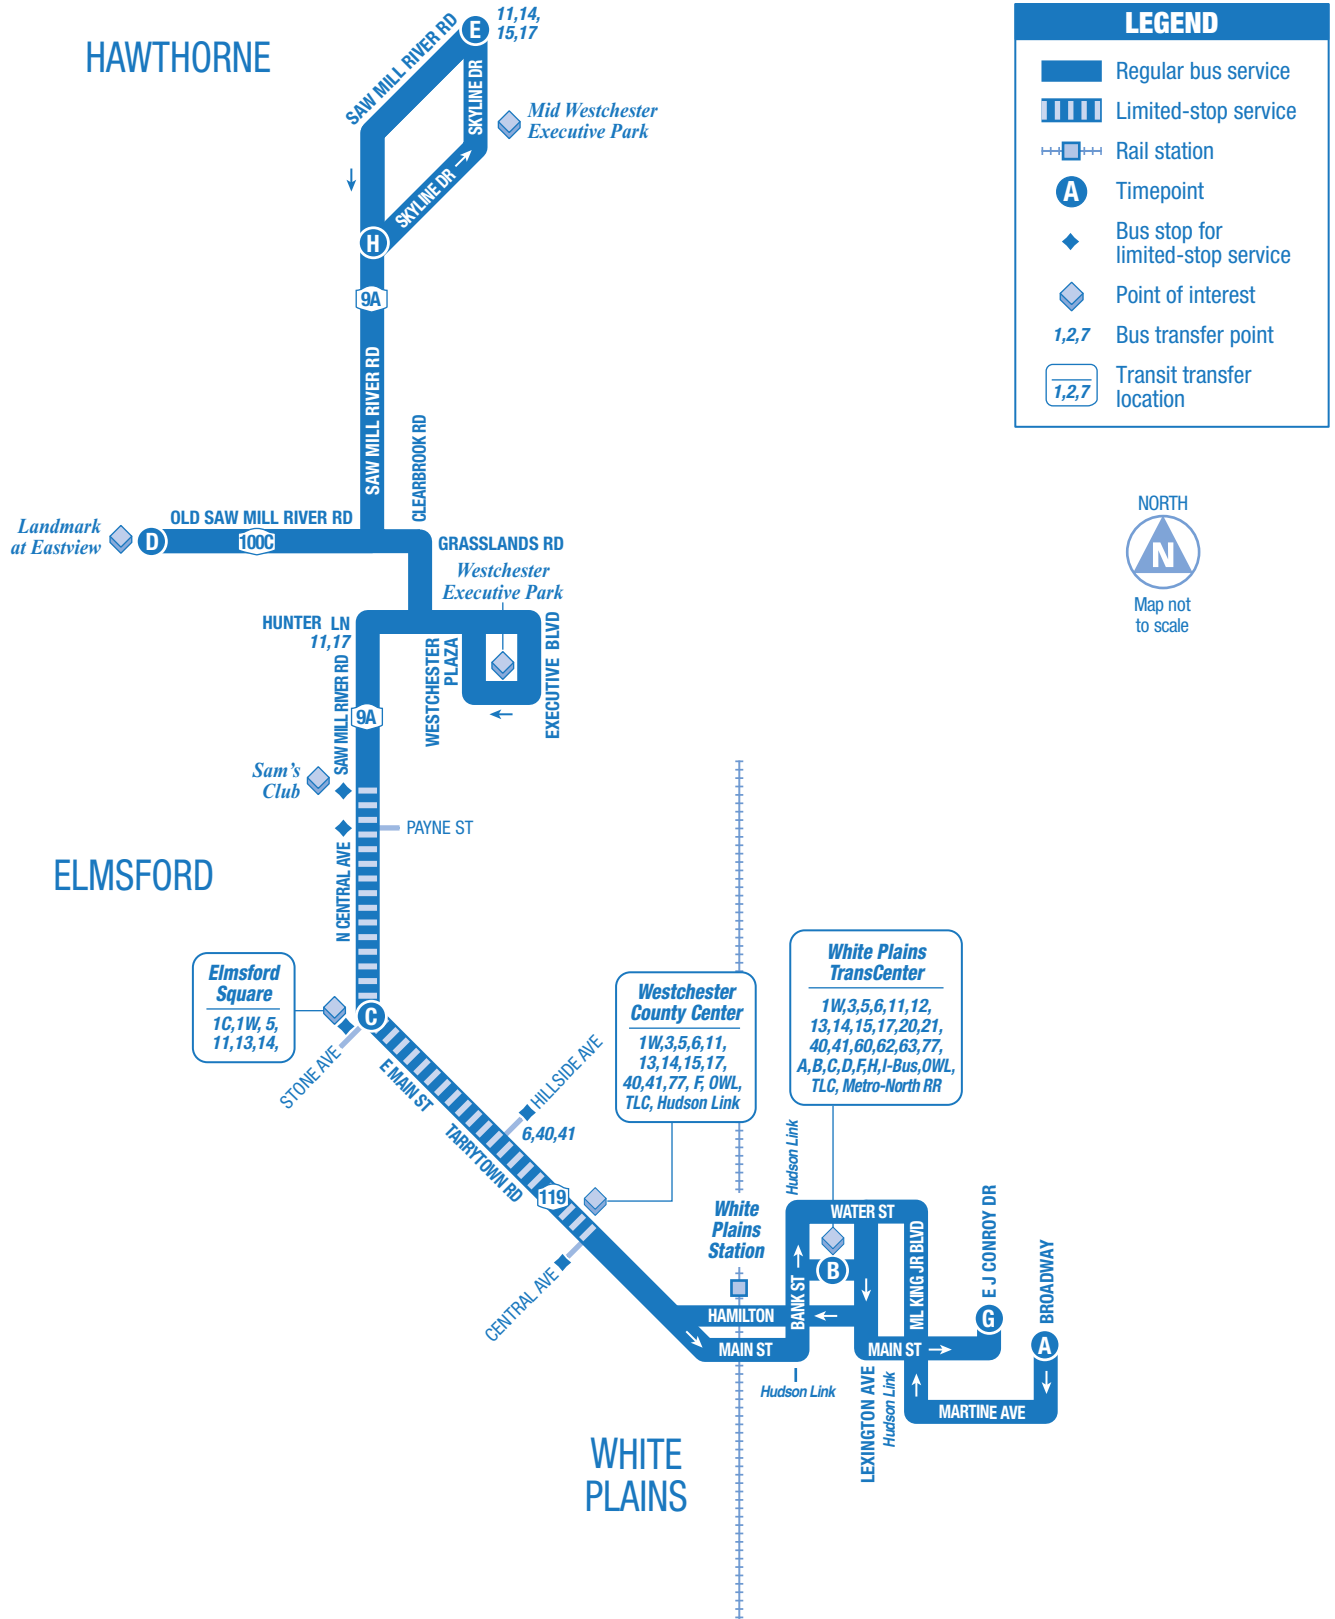 HAWTHORNE
SAW MILL RIVER RD
E
11,14,
15,17
SKYLINE DR
Mid Westchester
Executive Park
SKYLINE DR
H
9A
SAW MILL RIVER RD
CLEARBROOK RD
LEGEND
Regular bus service
Limited-stop service
Rail station
A
Timepoint
Bus stop for
limited-stop service
Point of interest
1,2,7
Bus transfer point
1,2,7
Transit transfer
location
NORTH
N
Map not
to scale
Landmark
at Eastview
D
OLD SAW MILL RIVER RD
100C
GRASSLANDS RD
Westchester
Executive Park
HUNTER LN
11,17
SAW MILL RIVER RD
9A
WESTCHESTER
PLAZA
EXECUTIVE BLVD
Sam's
Club
PAYNE ST
ELMSFORD
N CENTRAL AVE
Elmsford
Square
1C,1W, 5,
11,13,14,
C
STONE AVE
E MAIN ST
HILLSIDE AVE
6,40,41
TARRYTOWN RD
119
CENTRAL AVE
Westchester
County Center
1W,3,5,6,11,
13,14,15,17,
40,41,77, F, OWL,
TLC, Hudson Link
White Plains
TransCenter
1W,3,5,6,11,12,
13,14,15,17,20,21,
40,41,60,62,63,77,
A,B,C,D,F,H,I-Bus,OWL,
TLC, Metro-North RR
Hudson Link
White
Plains
Station
WATER ST
B
BANK ST
ML KING JR BLVD
E J CONROY DR
G
BROADWAY
A
HAMILTON
MAIN ST
MAIN ST
Hudson Link
LEXINGTON AVE
Hudson Link
MARTINE AVE
WHITE
PLAINS